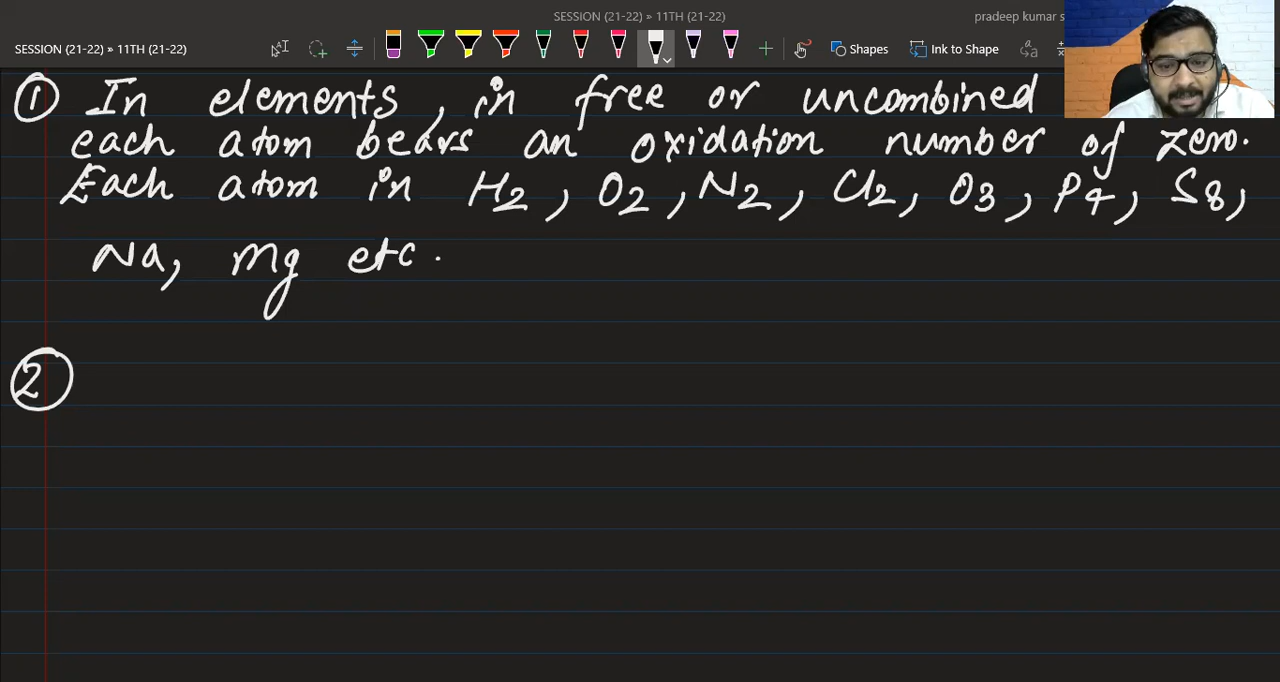 SESSION (21-22) » 11TH (21-22)
pradeep kumar s
SESSION (21-22) » 11TH (21-22)
Shapes
Ink to Shape
① In elements, in free or uncombined
each atom bears an oxidation number of zero.
Each atom in H2, O2, N2, Cl2, O3, P4, S8,
Na, Mg etc.
②